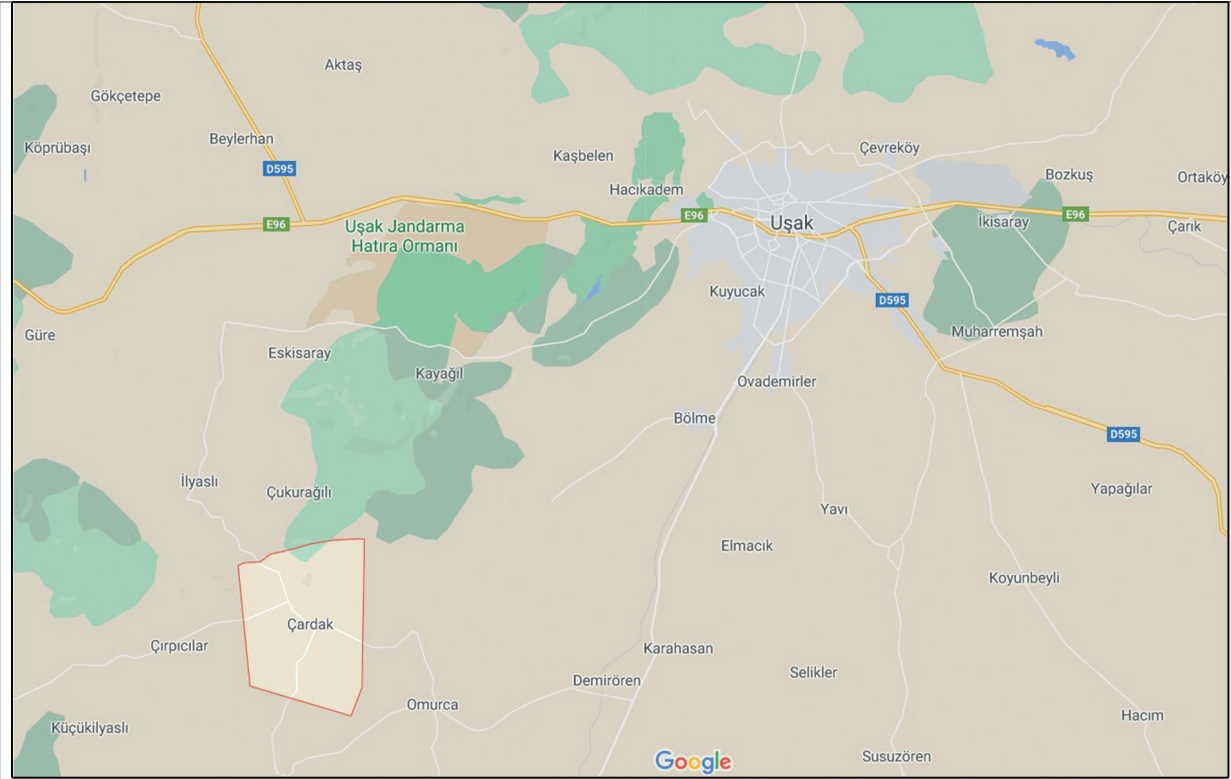 Aktaş
Gökçetepe
Beylerhan
Köprübaşı
Çevreköy
Kaşbelen
D595
Bozkuş
Ortaköy
Hacıkadem
E96
E96
Uşak
E96
İkisaray
Çarık
Uşak Jandarma
Hatıra Ormanı
Kuyucak
D595
Güre
Muharremşah
Eskisaray
Kayağıl
Ovademirler
Bölme
D595
İlyaslı
Çukurağılı
Yapağılar
Yavı
Elmacık
Koyunbeyli
Çardak
Çırpıcılar
Karahasan
Selikler
Demirören
Omurca
Hacım
Küçükilyaslı
Susuzören
Google